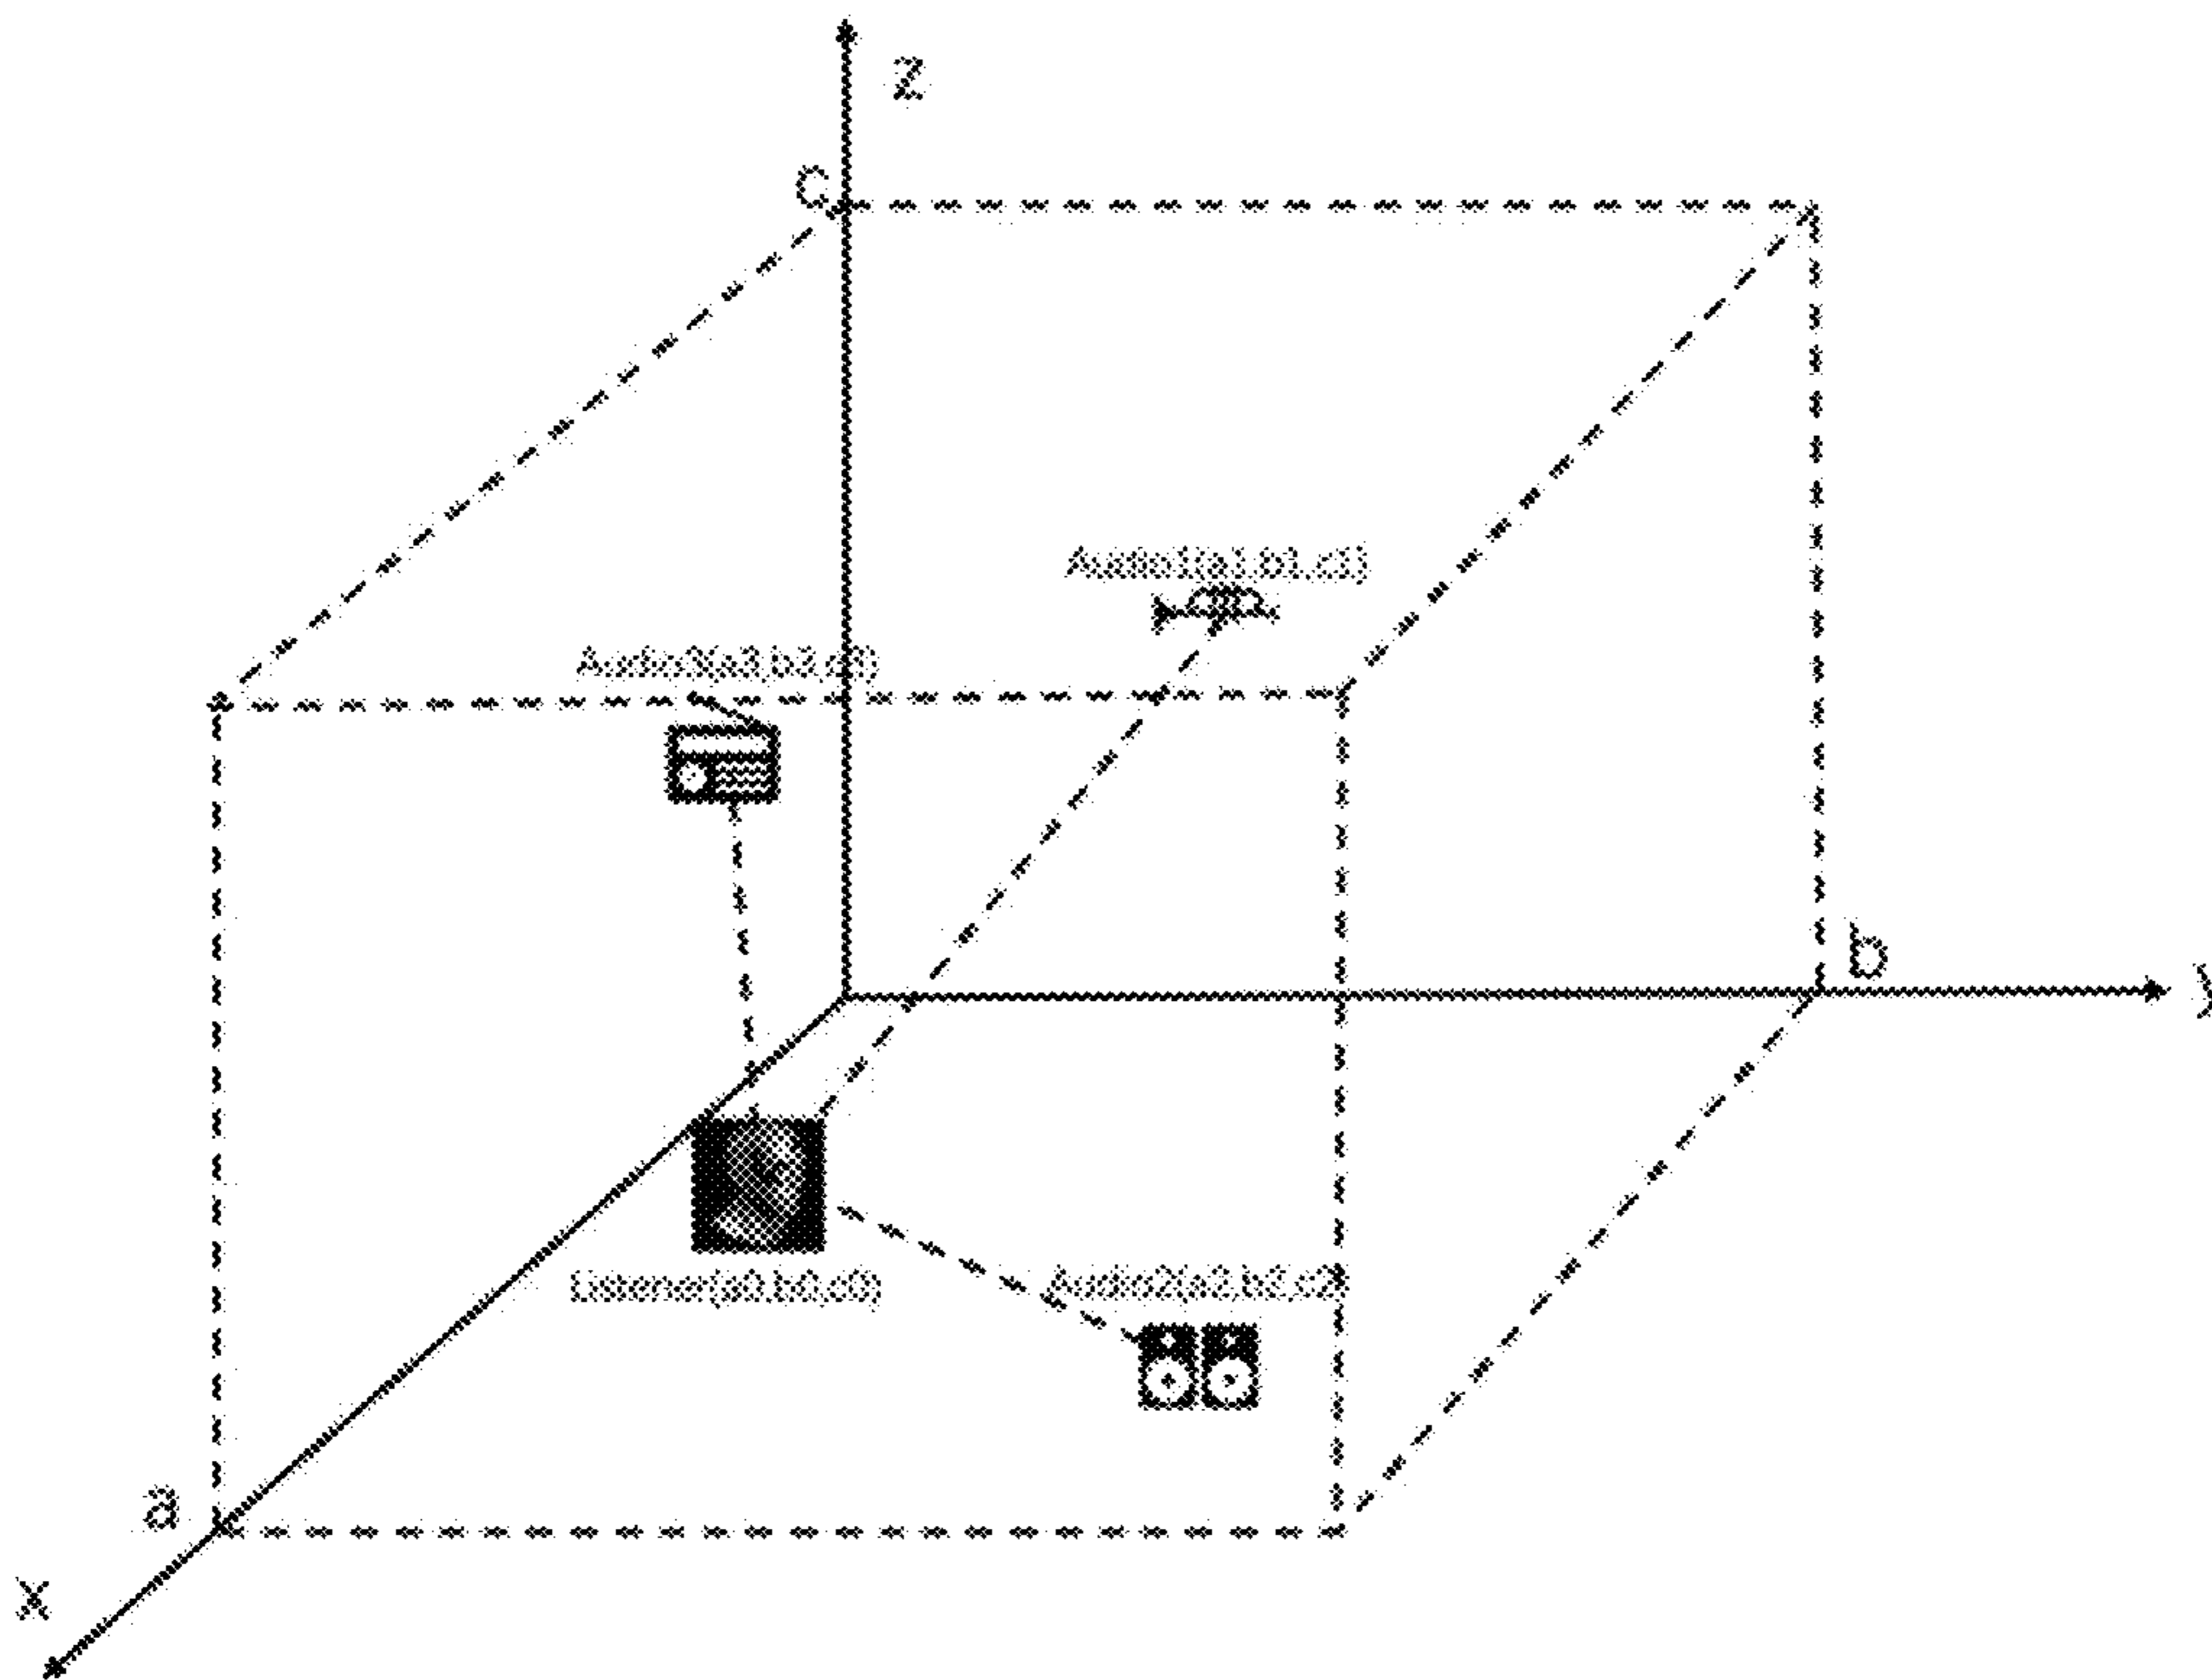 z
c
Audio1(a1,b1,c1)
Audio3(a3,b3,c3)
b
y
Listener(a0,b0,c0)
Audio2(a2,b2,c2)
a
x